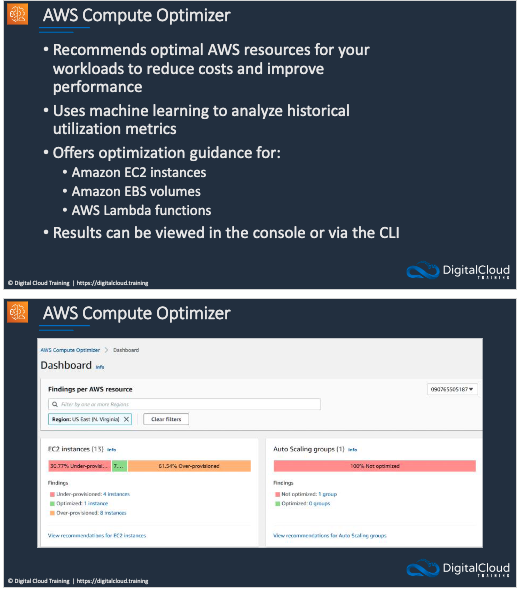 AWS Compute Optimizer
• Recommends optimal AWS resources for your
workloads to reduce costs and improve
performance
• Uses machine learning to analyze historical
utilization metrics
• Offers optimization guidance for:
• Amazon EC2 instances
• Amazon EBS volumes
• AWS Lambda functions
• Results can be viewed in the console or via the CLI
© Digital Cloud Training | https://digitalcloud.training
DigitalCloud
TRAINING
AWS Compute Optimizer
AWS Compute Optimizer > Dashboard
Dashboard Info
Findings per AWS resource
090765505187
Filter by one or more Regions
Region: US East (N. Virginia) X
Clear filters
EC2 instances (13) Info
30.77% Under-provisi...
7....
61.54% Over-provisioned
Findings
Under-provisioned: 4 instances
Optimized: 1 instance
Over-provisioned: 8 instances
View recommendations for EC2 instances
Auto Scaling groups (1) Info
100% Not optimized
Findings
Not optimized: 1 group
Optimized: 0 groups
View recommendations for Auto Scaling groups
© Digital Cloud Training | https://digitalcloud.training
DigitalCloud
TRAINING